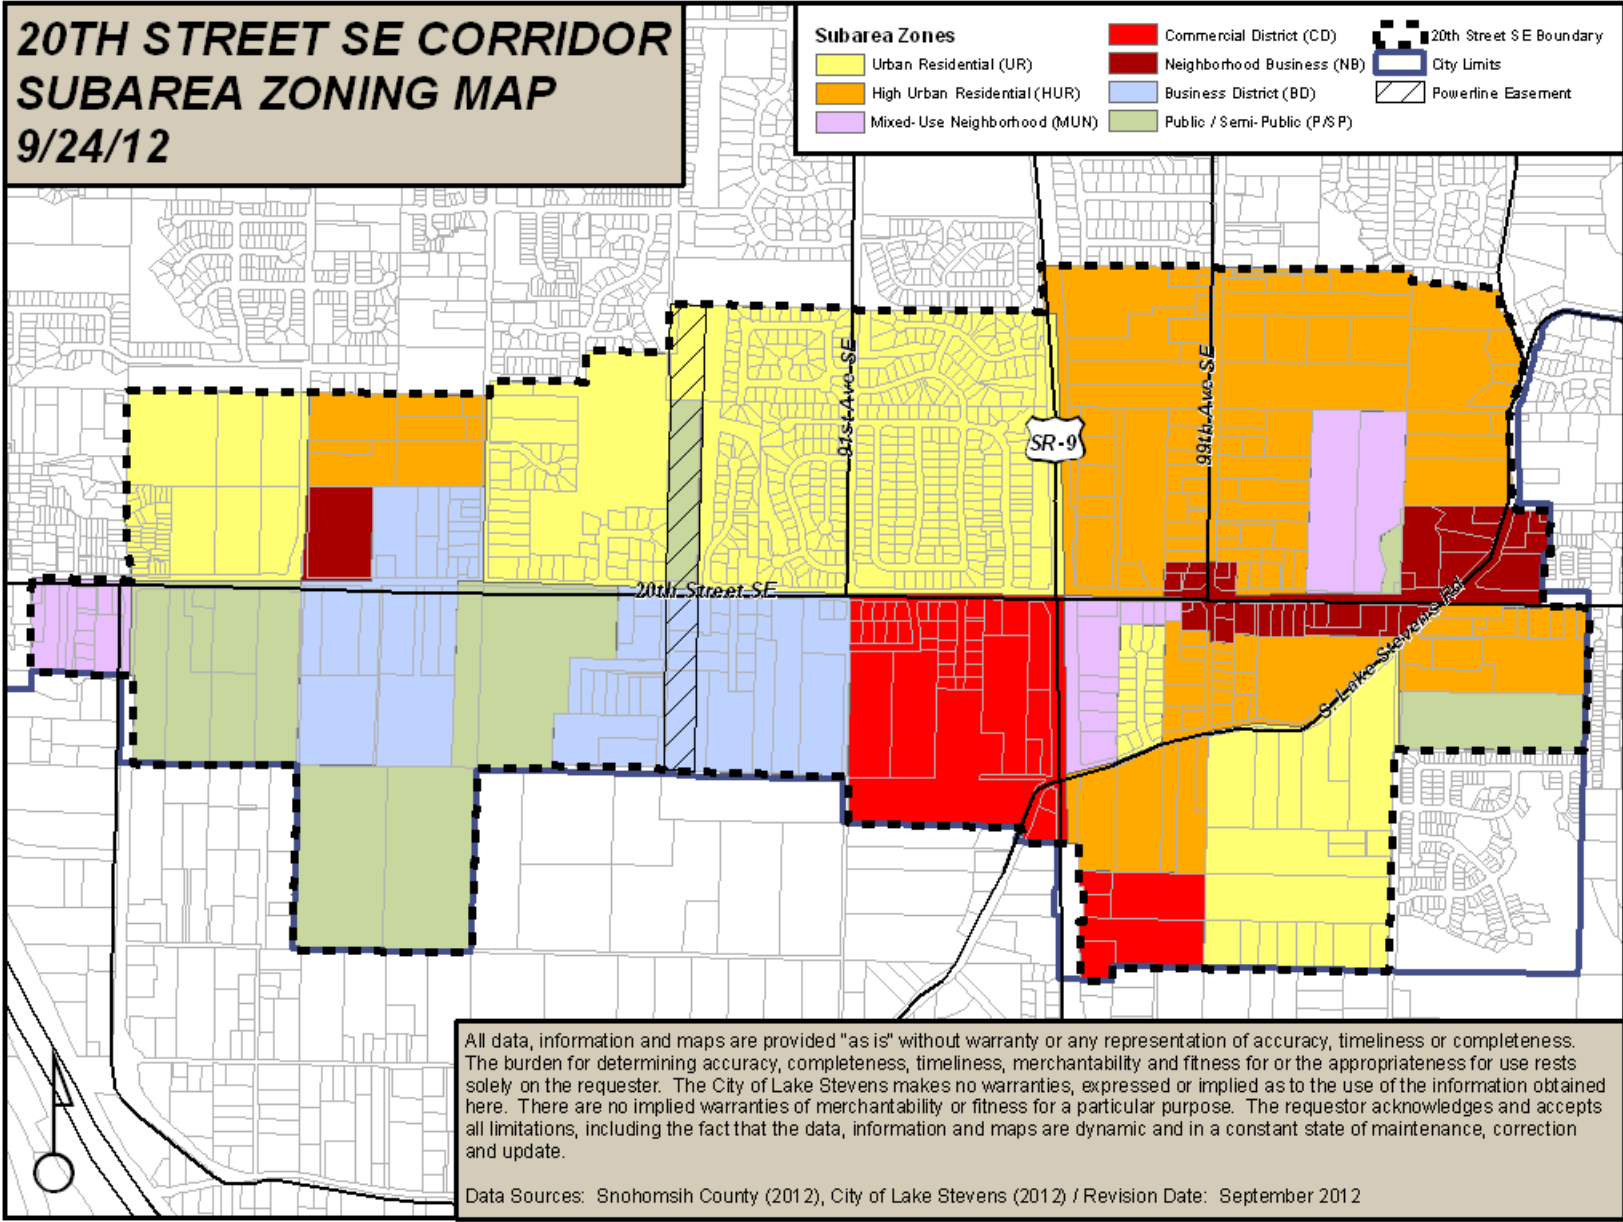 20TH STREET SE CORRIDOR
SUBAREA ZONING MAP
9/24/12
Subarea Zones
Urban Residential (UR)
High Urban Residential (HUR)
Mixed-Use Neighborhood (MUN)
Commercial District (CD)
Neighborhood Business (NB)
Business District (BD)
Public / Semi-Public (P/SP)
20th Street SE Boundary
City Limits
Powerline Easement
91st Ave SE
SR-9
99th Ave SE
20th Street SE
S. Lake Stevens Rd
All data, information and maps are provided "as is" without warranty or any representation of accuracy, timeliness or completeness.
The burden for determining accuracy, completeness, timeliness, merchantability and fitness for or the appropriateness for use rests
solely on the requester. The City of Lake Stevens makes no warranties, expressed or implied as to the use of the information obtained
here. There are no implied warranties of merchantability or fitness for a particular purpose. The requestor acknowledges and accepts
all limitations, including the fact that the data, information and maps are dynamic and in a constant state of maintenance, correction
and update.
Data Sources: Snohomsih County (2012), City of Lake Stevens (2012) / Revision Date: September 2012